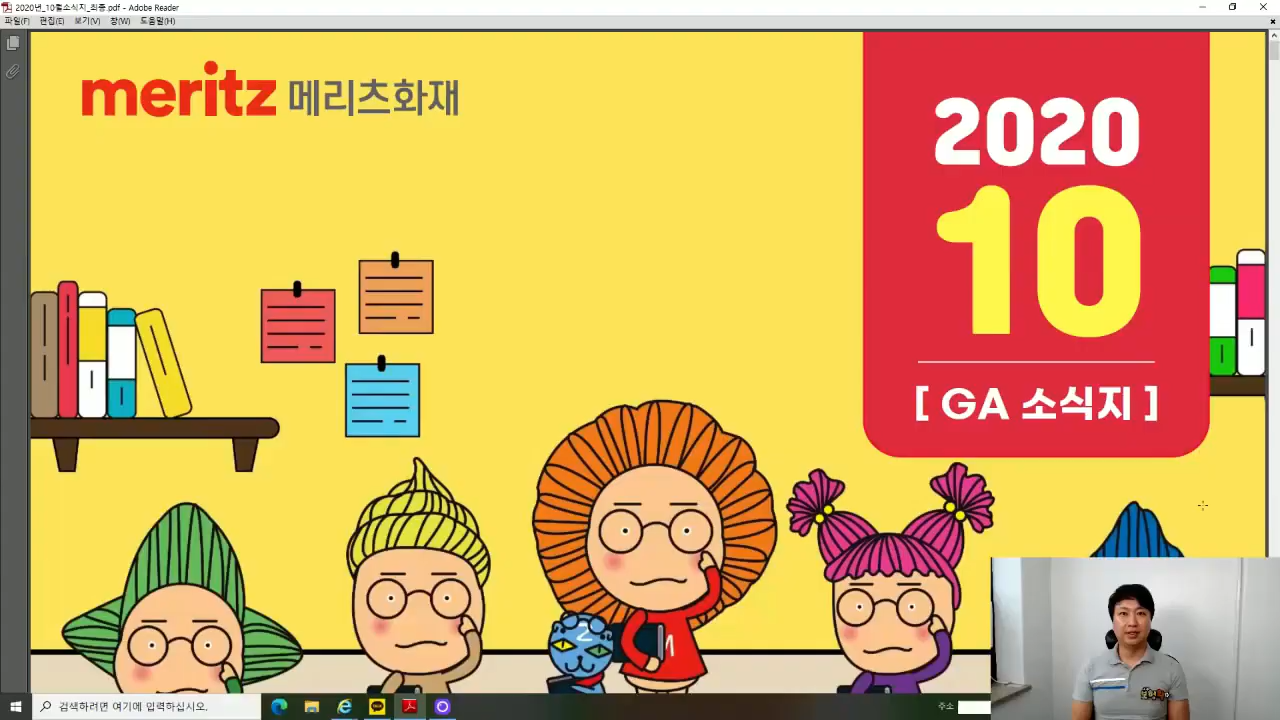 2020년_10월소식지_최종.pdf - Adobe Reader
파일(F) 편집(E) 보기(V) 창(W) 도움말(H)
meritz 메리츠화재
2020
10
[ GA 소식지 ]
2
M
검색하려면 여기에 입력하십시오.
TALK
주소